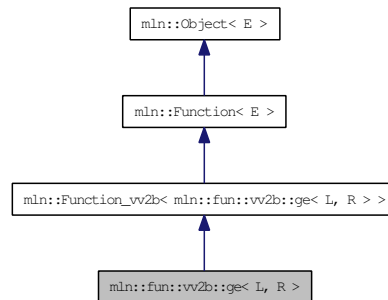 mln::Object< E >
mln::Function< E >
mln::Function_vv2b< mln::fun::vv2b::ge< L, R > >
mln::fun::vv2b::ge< L, R >